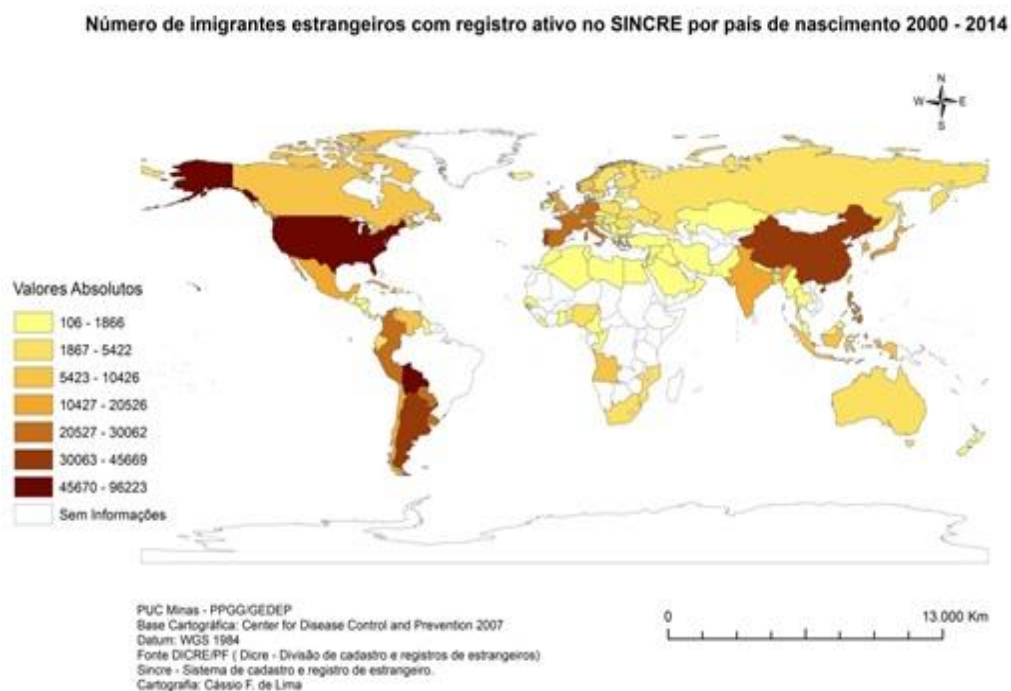 Número de imigrantes estrangeiros com registro ativo no SINCRE por país de nascimento 2000 - 2014
N
W E
S
Valores Absolutos
106 - 1866
1867 - 5422
5423 - 10426
10427 - 20526
20527 - 30062
30063 - 45669
45670 - 96223
Sem Informações
PUC Minas - PPGG/GEDEP
Base Cartográfica: Center for Disease Control and Prevention 2007
Datum: WGS 1984
Fonte DICRE/PF ( Dicre - Divisão de cadastro e registros de estrangeiros)
Sincre - Sistema de cadastro e registro de estrangeiro.
Cartografia: Cássio F. de Lima
0 13.000 Km